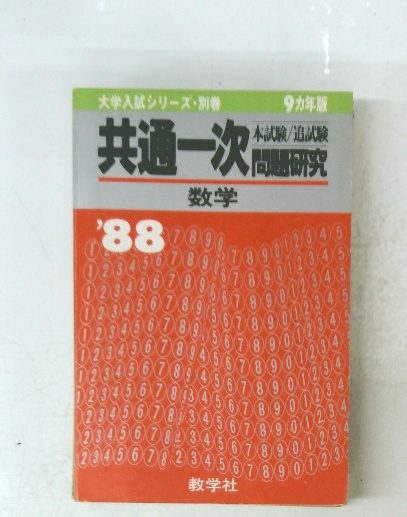 大学入試シリーズ・別巻 9カ年版
共通一次 本試験/追試験
問題研究
数学
'88
教学社